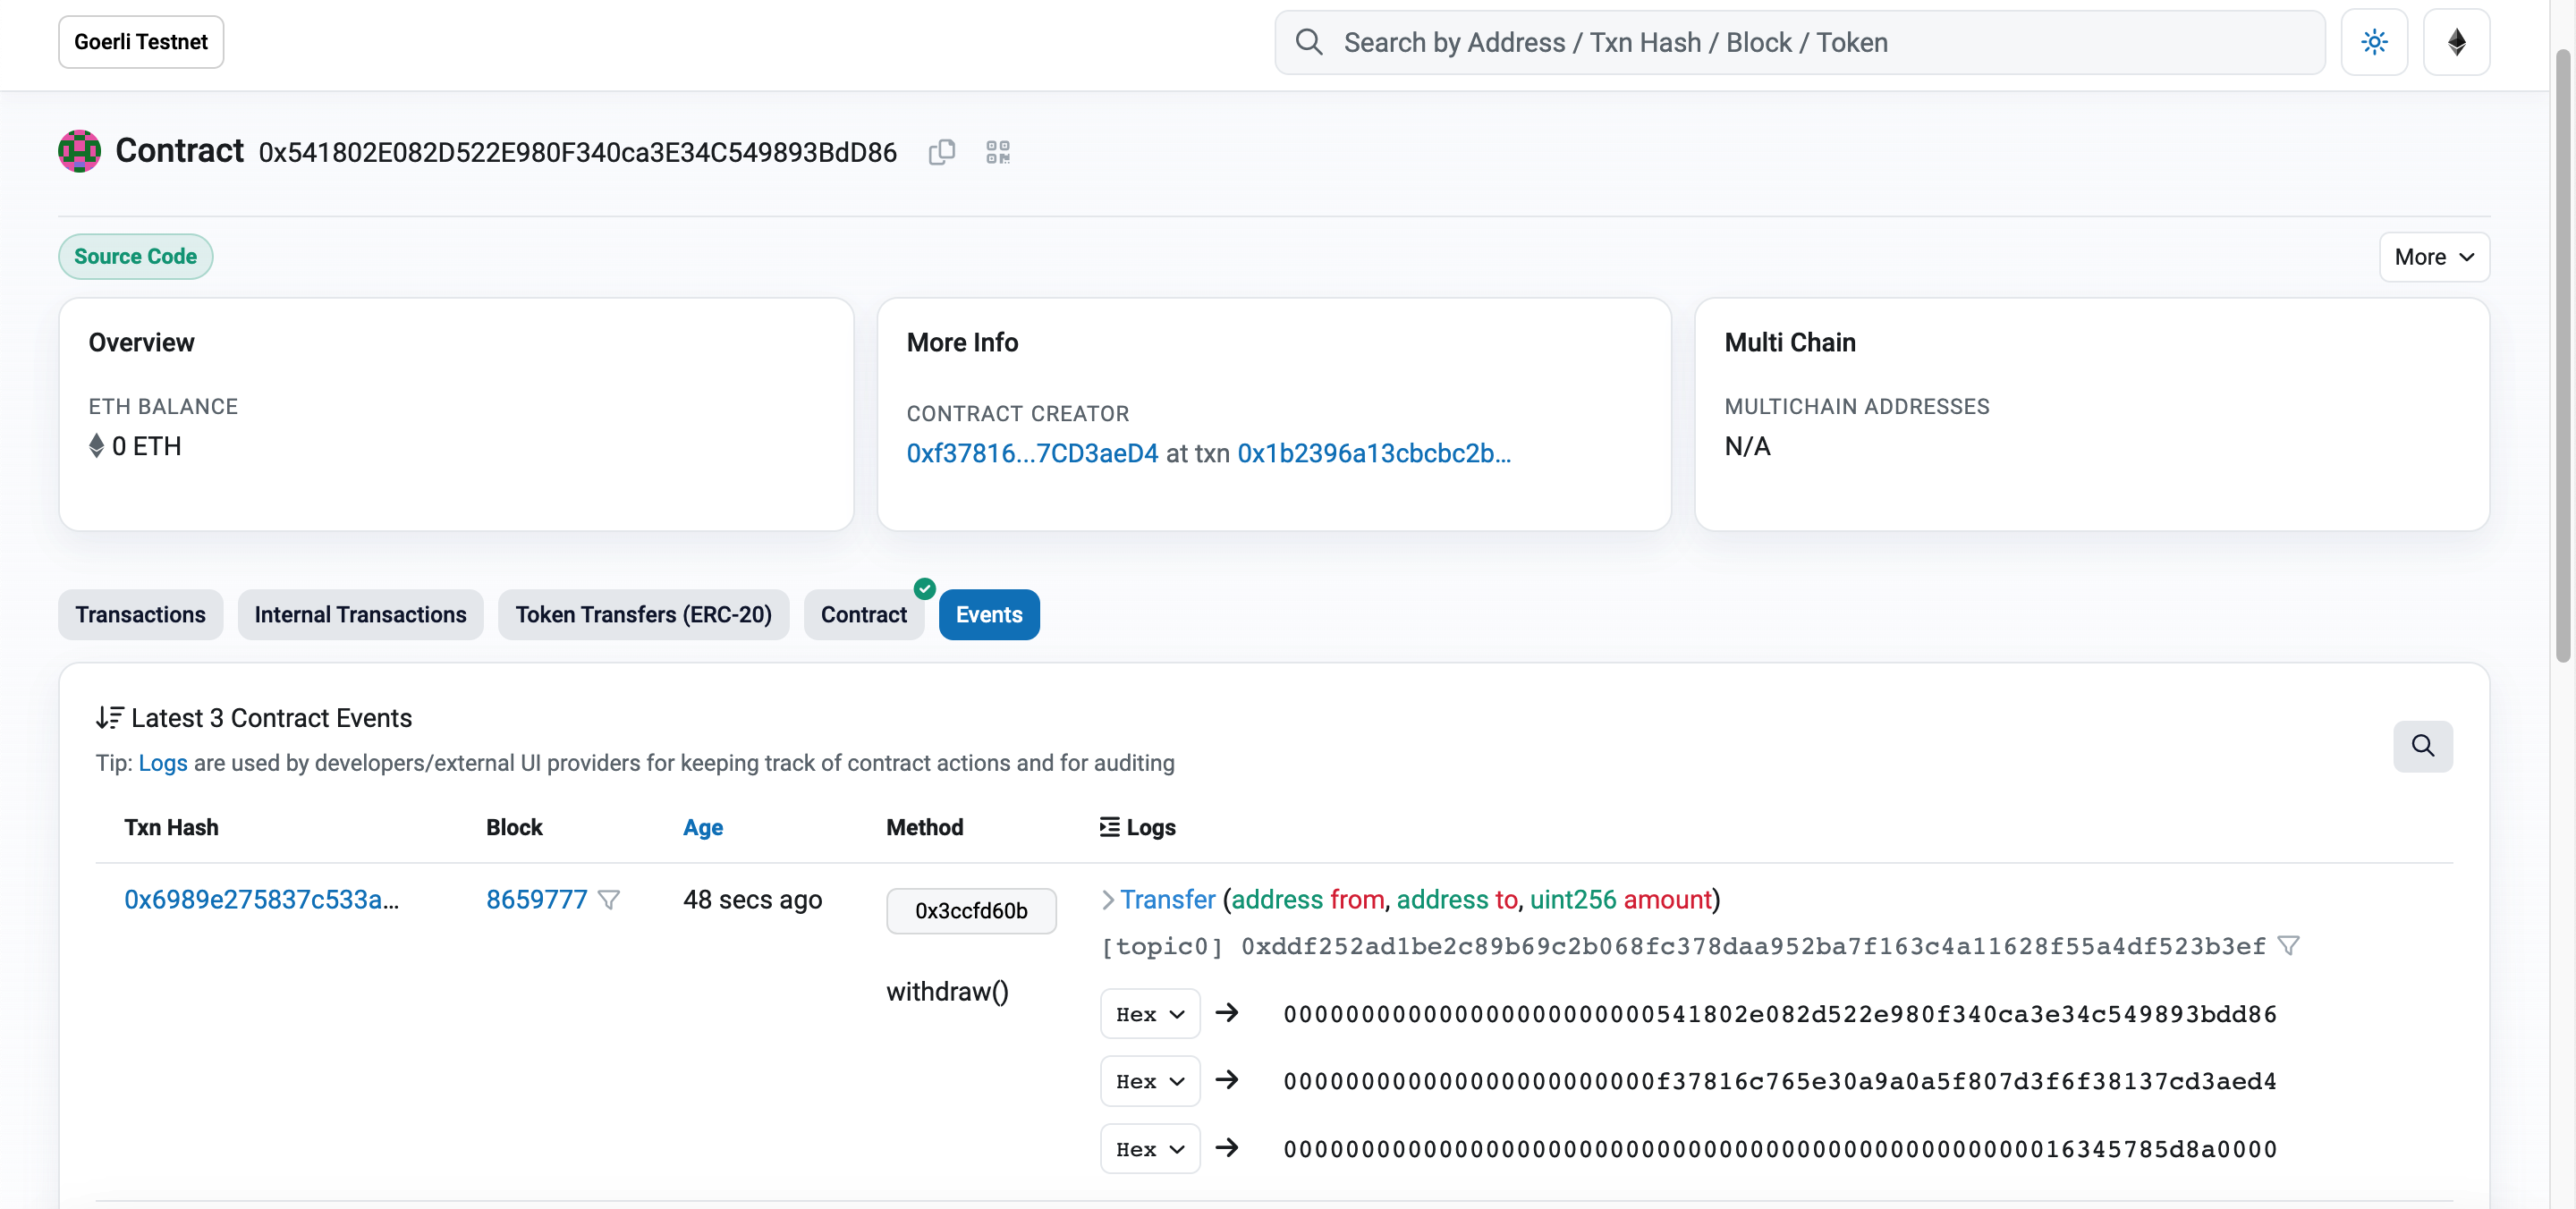 Goerli Testnet
Search by Address / Txn Hash / Block / Token
Contract 0x541802E082D522E980F340ca3E34C549893BdD86
Source Code
More
Overview
ETH BALANCE
0 ETH
More Info
CONTRACT CREATOR
0xf37816...7CD3aeD4 at txn 0x1b2396a13cbcbc2b...
Multi Chain
MULTICHAIN ADDRESSES
N/A
Transactions
Internal Transactions
Token Transfers (ERC-20)
Contract
Events
Latest 3 Contract Events
Tip: Logs are used by developers/external UI providers for keeping track of contract actions and for auditing
Txn Hash Block Age Method Logs
0x6989e275837c533a... 8659777 48 secs ago 0x3ccfd60b Transfer (address from, address to, uint256 amount)
[topic0] 0xddf252ad1be2c89b69c2b068fc378daa952ba7f163c4a11628f55a4df523b3ef
withdraw()
Hex 000000000000000000000000541802e082d522e980f340ca3e34c549893bdd86
Hex 000000000000000000000000f37816c765e30a9a0a5f807d3f6f38137cd3aed4
Hex 000000000000000000000000000000000000000000000000016345785d8a0000